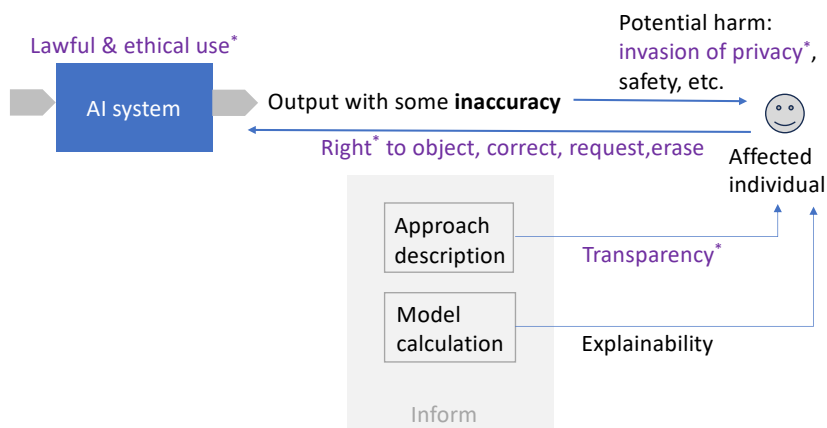 Potential harm:
Lawful & ethical use*
invasion of privacy*,
safety, etc.
AI system
Output with some inaccuracy
Right* to object, correct, request,erase
Affected
individual
Approach
description
Transparency*
Model
calculation
Explainability
Inform